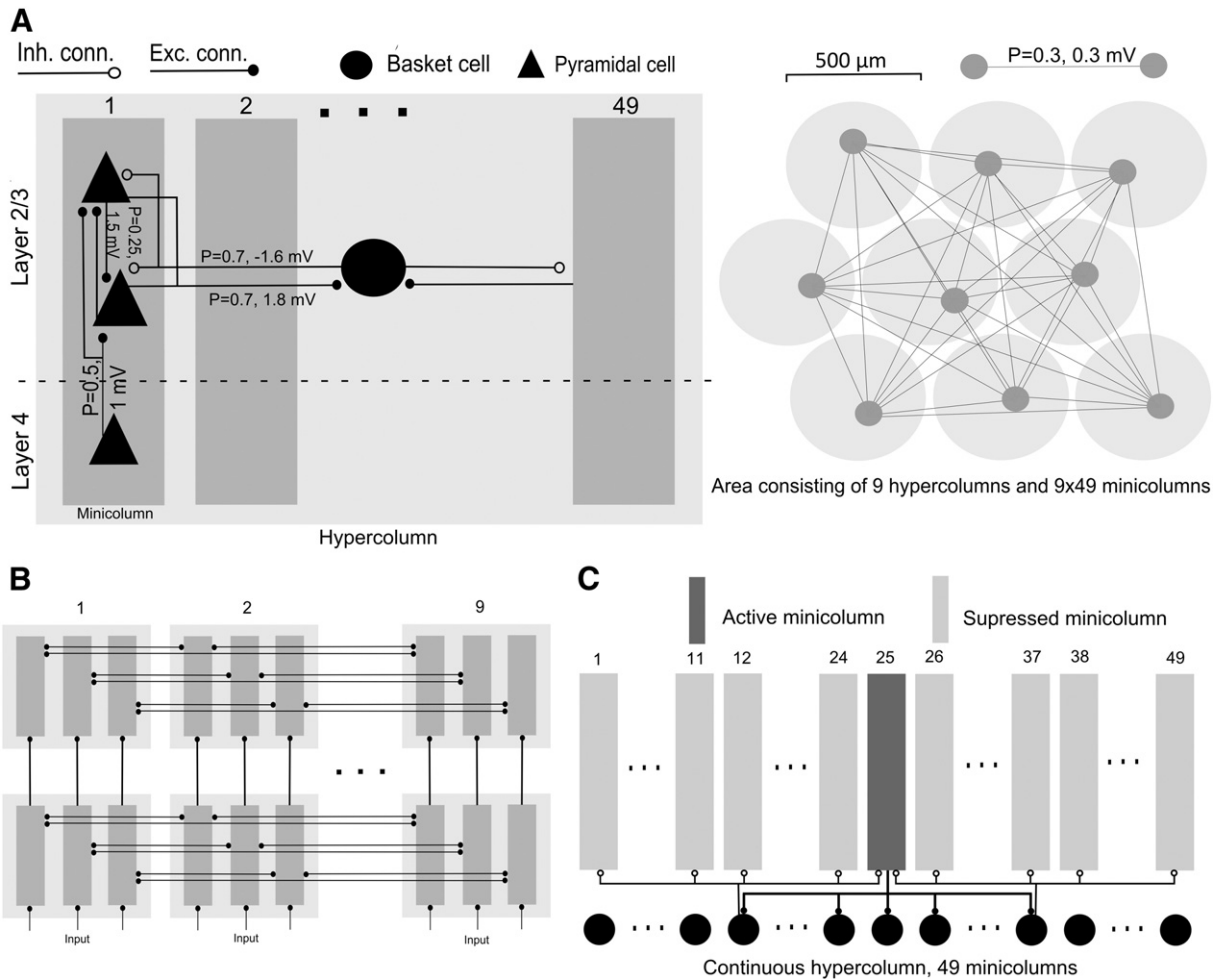 A
Inh. conn.
Exc. conn.
Basket cell
Pyramidal cell
1
2
49
Layer 2/3
Layer 4
P=0.25,
1.5 mV
P=0.7, -1.6 mV
P=0.7, 1.8 mV
P=0.5,
1 mV
Minicolumn
Hypercolumn
500 µm
P=0.3, 0.3 mV
Area consisting of 9 hypercolumns and 9x49 minicolumns
B
1
2
9
Input
Input
Input
C
Active minicolumn
Supressed minicolumn
1
11
12
24
25
26
37
38
49
Continuous hypercolumn, 49 minicolumns